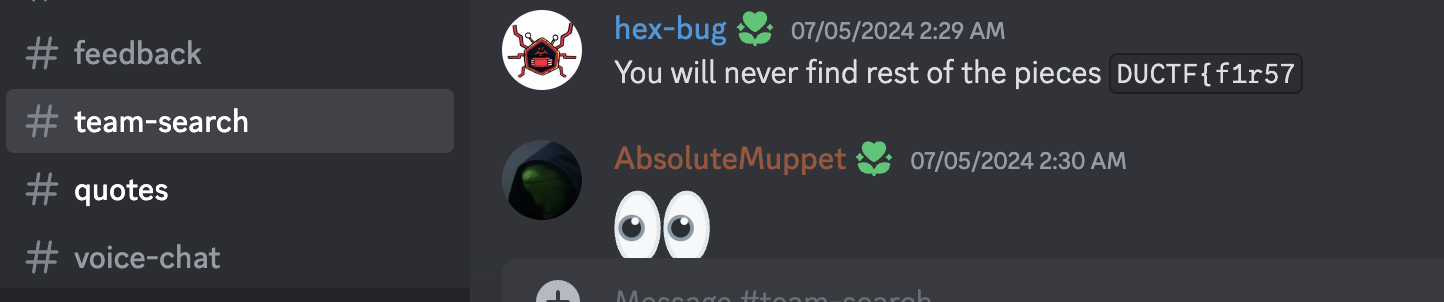 # feedback
# team-search
# quotes
# voice-chat
hex-bug 07/05/2024 2:29 AM
You will never find rest of the pieces DUCTF{f1r57
AbsoluteMuppet 07/05/2024 2:30 AM
Message #team-search